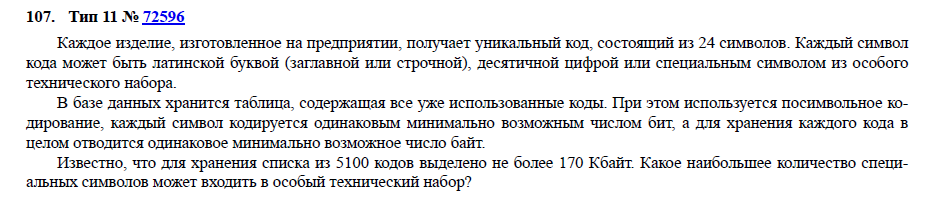 107. Тип 11 № 72596
Каждое изделие, изготовленное на предприятии, получает уникальный код, состоящий из 24 символов. Каждый символ
кода может быть латинской буквой (заглавной или строчной), десятичной цифрой или специальным символом из особого
технического набора.
В базе данных хранится таблица, содержащая все уже использованные коды. При этом используется посимвольное ко-
дирование, каждый символ кодируется одинаковым минимально возможным числом бит, а для хранения каждого кода в
целом отводится одинаковое минимально возможное число байт.
Известно, что для хранения списка из 5100 кодов выделено не более 170 Кбайт. Какое наибольшее количество специ-
альных символов может входить в особый технический набор?